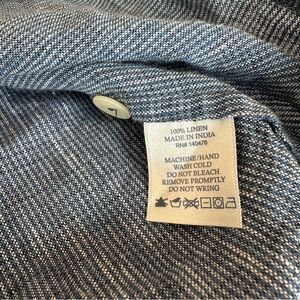 100% LINEN
MADE IN INDIA
RN# 140478
MACHINE/HAND
WASH COLD
DO NOT BLEACH
REMOVE PROMPTLY
DO NOT WRING